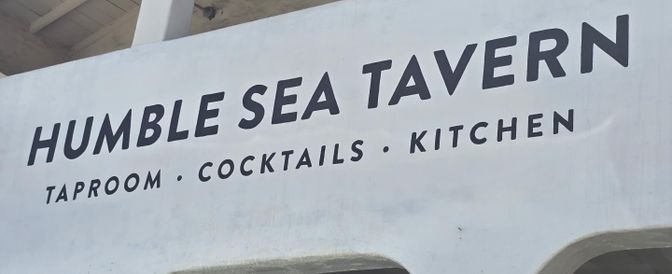 HUMBLE SEA TAVERN
TAPROOM · COCKTAILS · KITCHEN